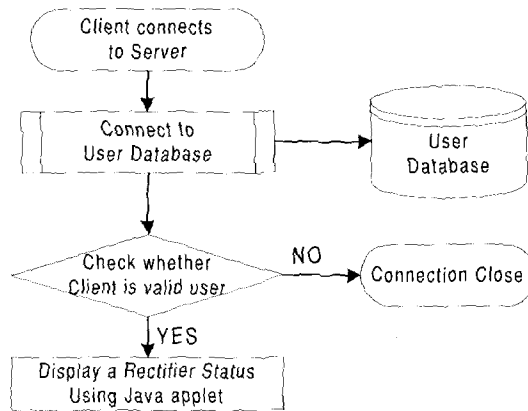 Client connects
to Server
Connect to
User Database
User
Database
Check whether
Client is valid user
NO
Connection Close
YES
Display a Rectifier Status
Using Java applet